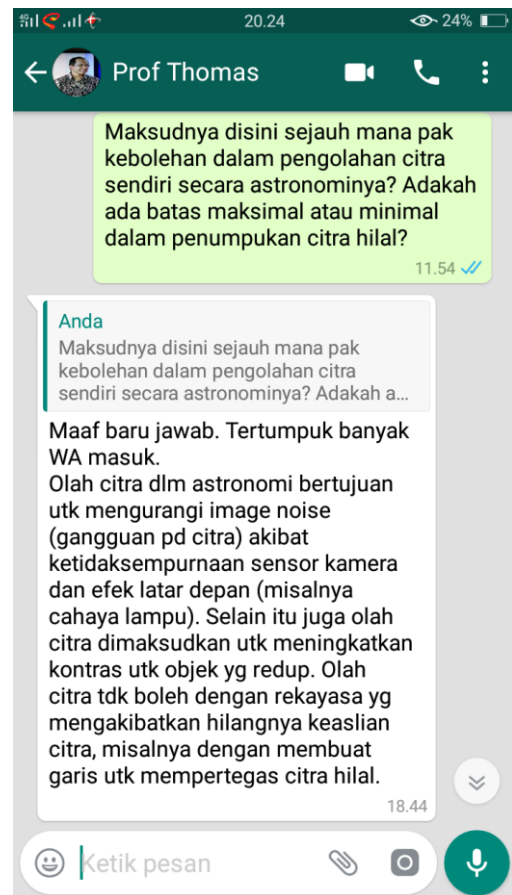 20.24
24%
Prof Thomas
Maksudnya disini sejauh mana pak
kebolehan dalam pengolahan citra
sendiri secara astronominya? Adakah
ada batas maksimal atau minimal
dalam penumpukan citra hilal?
11.54
Anda
Maksudnya disini sejauh mana pak
kebolehan dalam pengolahan citra
sendiri secara astronominya? Adakah a...
Maaf baru jawab. Tertumpuk banyak
WA masuk.
Olah citra dlm astronomi bertujuan
utk mengurangi image noise
(gangguan pd citra) akibat
ketidaksempurnaan sensor kamera
dan efek latar depan (misalnya
cahaya lampu). Selain itu juga olah
citra dimaksudkan utk meningkatkan
kontras utk objek yg redup. Olah
citra tdk boleh dengan rekayasa yg
mengakibatkan hilangnya keaslian
citra, misalnya dengan membuat
garis utk mempertegas citra hilal.
18.44
Ketik pesan